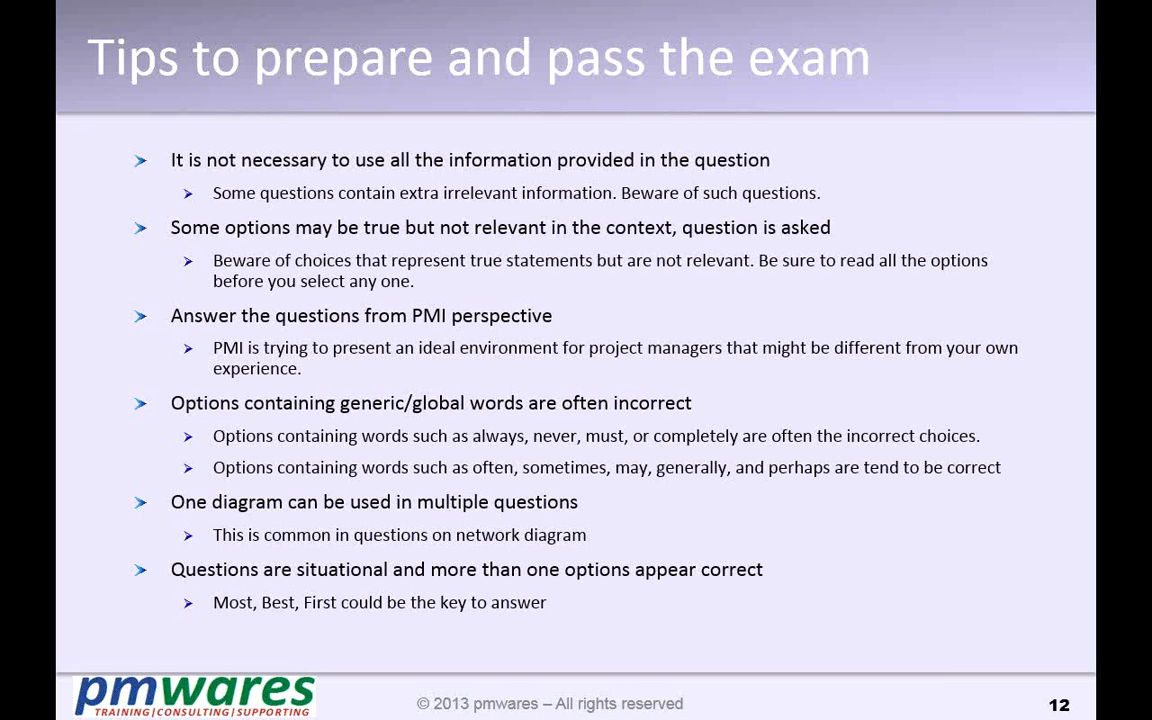 Tips to prepare and pass the exam
It is not necessary to use all the information provided in the question
Some questions contain extra irrelevant information. Beware of such questions.
Some options may be true but not relevant in the context, question is asked
Beware of choices that represent true statements but are not relevant. Be sure to read all the options
before you select any one.
Answer the questions from PMI perspective
PMI is trying to present an ideal environment for project managers that might be different from your own
experience.
Options containing generic/global words are often incorrect
Options containing words such as always, never, must, or completely are often the incorrect choices.
Options containing words such as often, sometimes, may, generally, and perhaps are tend to be correct
One diagram can be used in multiple questions
This is common in questions on network diagram
Questions are situational and more than one options appear correct
Most, Best, First could be the key to answer
pmwares
TRAINING|CONSULTING|SUPPORTING
© 2013 pmwares – All rights reserved
12